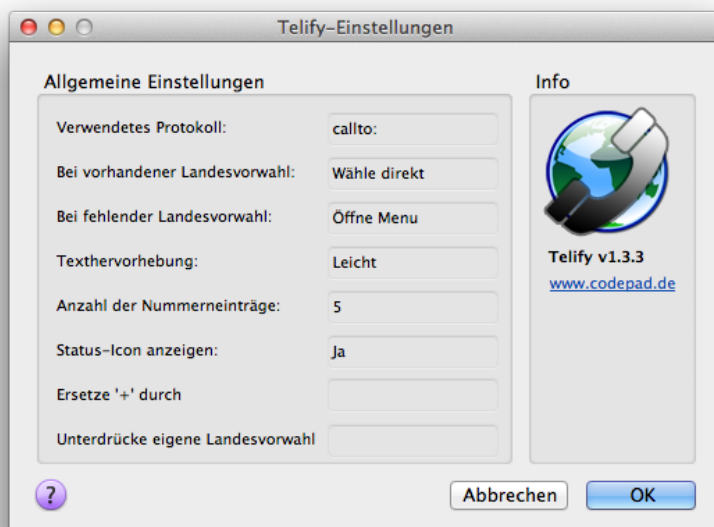 Telify-Einstellungen
Allgemeine Einstellungen
Verwendetes Protokoll: callto:
Bei vorhandener Landesvorwahl: Wähle direkt
Bei fehlender Landesvorwahl: Öffne Menu
Texthervorhebung: Leicht
Anzahl der Nummerneinträge: 5
Status-Icon anzeigen: Ja
Ersetze '+' durch
Unterdrücke eigene Landesvorwahl
Info
Telify v1.3.3
www.codepad.de
?
Abbrechen
OK